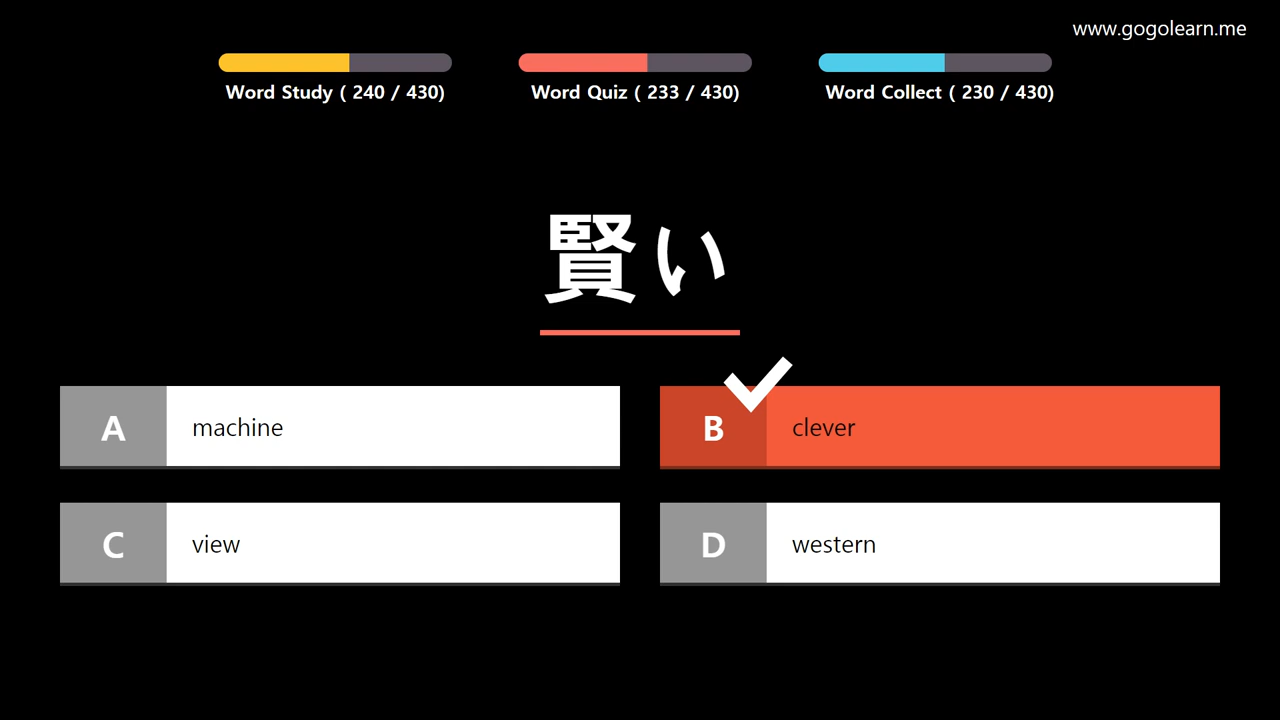 www.gogolearn.me
Word Study ( 240 / 430)
Word Quiz ( 233 / 430)
Word Collect ( 230 / 430)
賢い
A machine
B clever
C view
D western